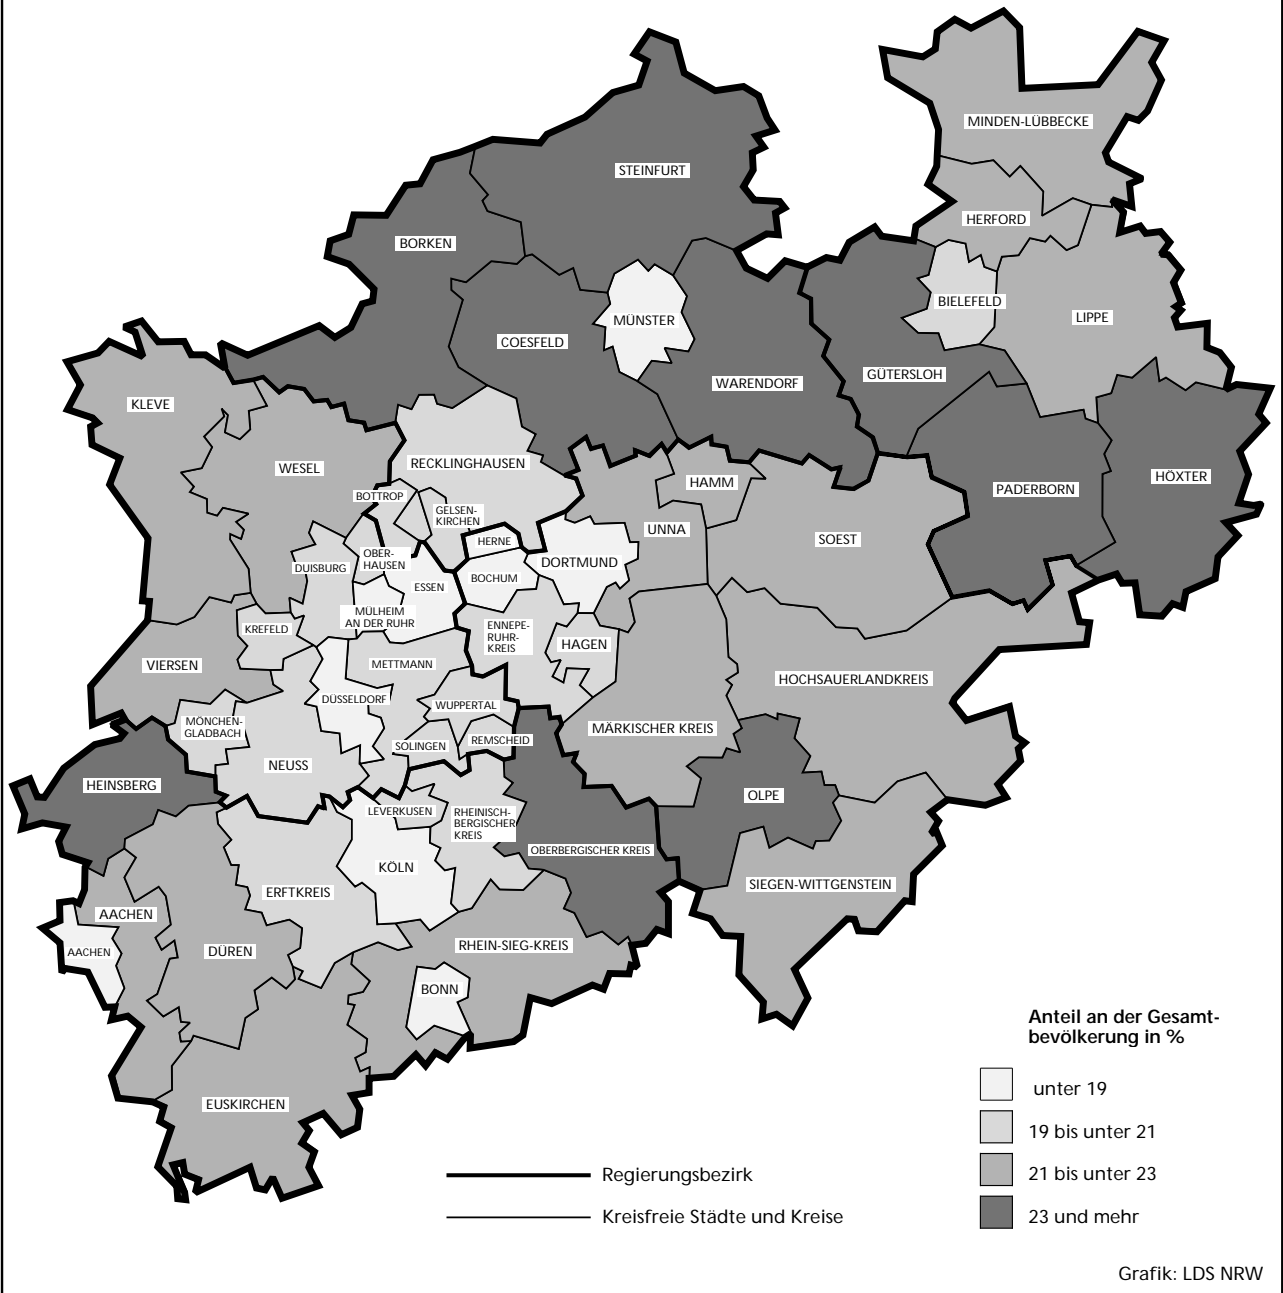 MINDEN-LÜBBECKE
STEINFURT
HERFORD
BORKEN
BIELEFELD
LIPPE
MÜNSTER
COESFELD
GÜTERSLOH
WARENDORF
KLEVE
RECKLINGHAUSEN
WESEL
HÖXTER
HAMM
PADERBORN
BOTTROP
GELSEN-
KIRCHEN
UNNA
SOEST
HERNE
OBER-
HAUSEN
DORTMUND
DUISBURG
BOCHUM
ESSEN
MÜLHEIM
AN DER RUHR
KREFELD
ENNEPE-
RUHR-
KREIS
HAGEN
VIERSEN
METTMANN
HOCHSAUERLANDKREIS
DÜSSELDORF
WUPPERTAL
MÖNCHEN-
GLADBACH
MÄRKISCHER KREIS
SOLINGEN
REMSCHEID
NEUSS
HEINSBERG
OLPE
LEVERKUSEN
RHEINISCH-
BERGISCHER
KREIS
OBERBERGISCHER KREIS
KÖLN
SIEGEN-WITTGENSTEIN
ERFTKREIS
AACHEN
RHEIN-SIEG-KREIS
AACHEN
DÜREN
BONN
EUSKIRCHEN
Anteil an der Gesamt-
bevölkerung in %
unter 19
19 bis unter 21
21 bis unter 23
23 und mehr
Regierungsbezirk
Kreisfreie Städte und Kreise
Grafik: LDS NRW